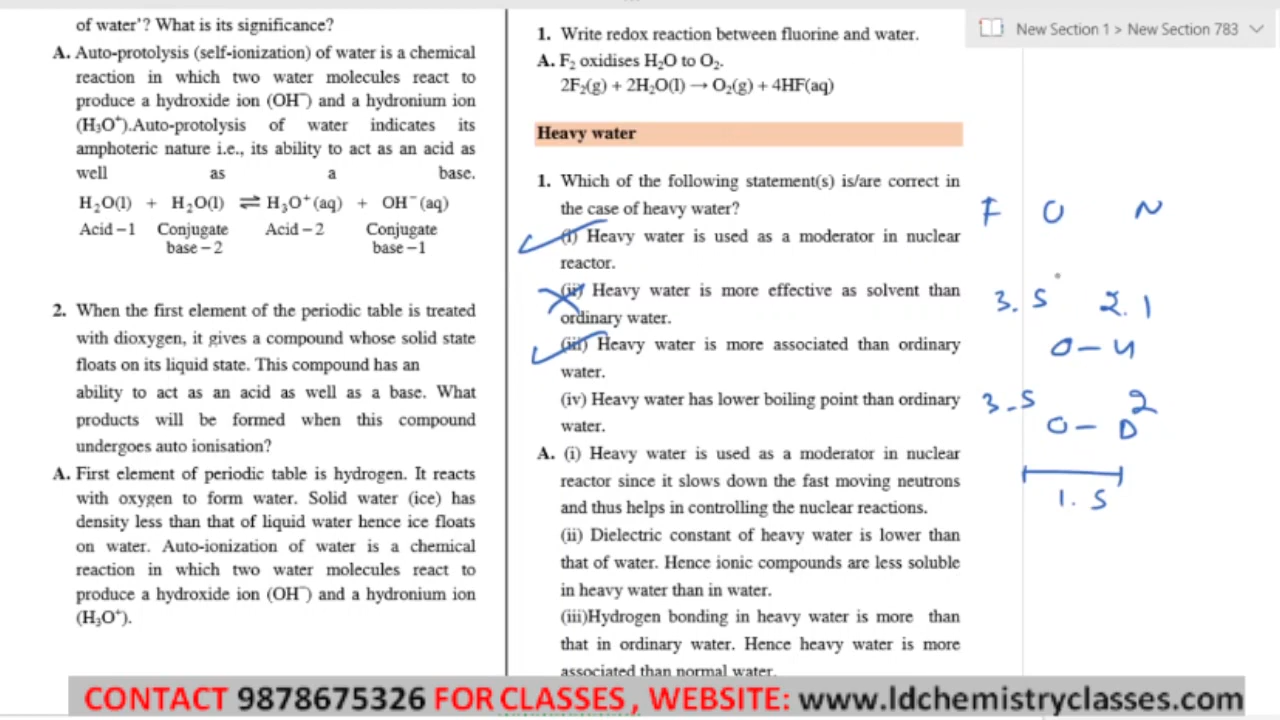 of water'? What is its significance?
A. Auto-protolysis (self-ionization) of water is a chemical
reaction in which two water molecules react to
produce a hydroxide ion (OH⁻) and a hydronium ion
(H₃O⁺).Auto-protolysis of water indicates its
amphoteric nature i.e., its ability to act as an acid as
well as a base.
H₂O(l) + H₂O(l) ⇌ H₃O⁺(aq) + OH⁻(aq)
Acid –1 Conjugate Acid –2 Conjugate
base –2 base –1
2. When the first element of the periodic table is treated
with dioxygen, it gives a compound whose solid state
floats on its liquid state. This compound has an
ability to act as an acid as well as a base. What
products will be formed when this compound
undergoes auto ionisation?
A. First element of periodic table is hydrogen. It reacts
with oxygen to form water. Solid water (ice) has
density less than that of liquid water hence ice floats
on water. Auto-ionization of water is a chemical
reaction in which two water molecules react to
produce a hydroxide ion (OH⁻) and a hydronium ion
(H₃O⁺).
1. Write redox reaction between fluorine and water.
A. F₂ oxidises H₂O to O₂.
2F₂(g) + 2H₂O(l) → O₂(g) + 4HF(aq)
Heavy water
1. Which of the following statement(s) is/are correct in
the case of heavy water?
(i) Heavy water is used as a moderator in nuclear
reactor.
(ii) Heavy water is more effective as solvent than
ordinary water.
(iii) Heavy water is more associated than ordinary
water.
(iv) Heavy water has lower boiling point than ordinary
water.
A. (i) Heavy water is used as a moderator in nuclear
reactor since it slows down the fast moving neutrons
and thus helps in controlling the nuclear reactions.
(ii) Dielectric constant of heavy water is lower than
that of water. Hence ionic compounds are less soluble
in heavy water than in water.
(iii)Hydrogen bonding in heavy water is more than
that in ordinary water. Hence heavy water is more
associated than normal water.
New Section 1 > New Section 783
F O N
3.5 2.1
O – H
3.5 2
O – D
1.5
CONTACT 9878675326 FOR CLASSES , WEBSITE: www.ldchemistryclasses.com